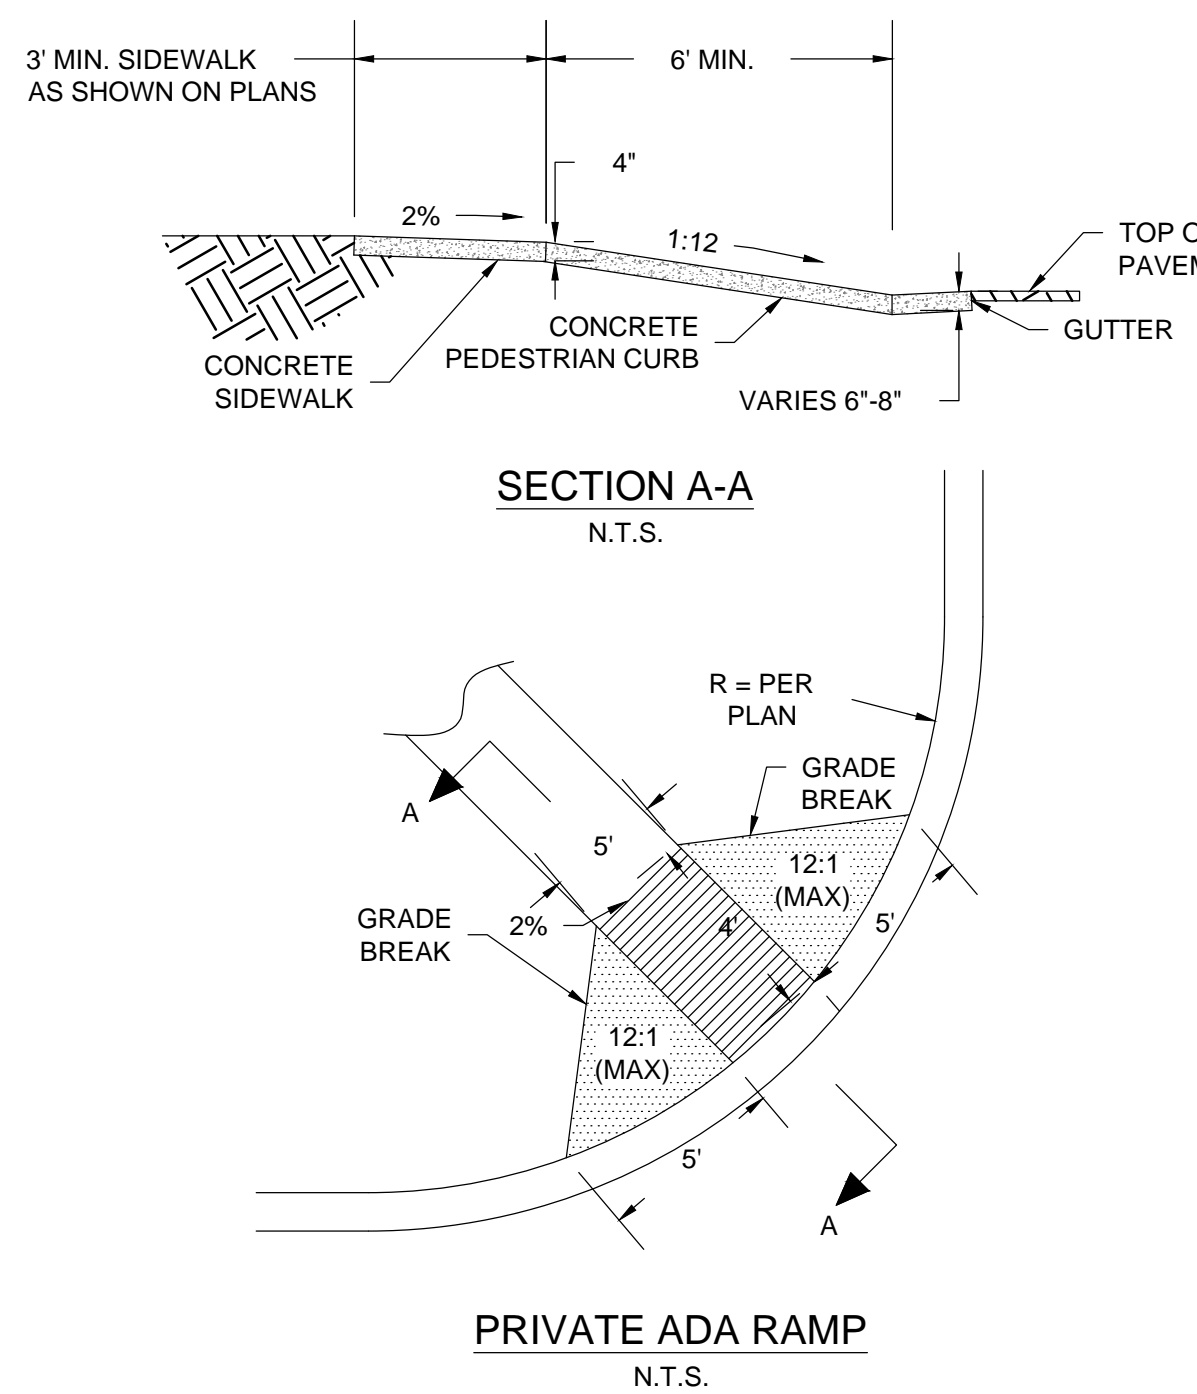 3' MIN. SIDEWALK
AS SHOWN ON PLANS
6' MIN.
4"
2%
1:12
TOP
CONCRETE
PEDESTRIAN CURB
GUTTER
CONCRETE
SIDEWALK
VARIES 6"-8"
SECTION A-A
N.T.S.
R = PER
PLAN
GRADE
BREAK
A
5'
12:1
(MAX)
GRADE
BREAK
2%
4'
5'
12:1
(MAX)
5'
A
PRIVATE ADA RAMP
N.T.S.